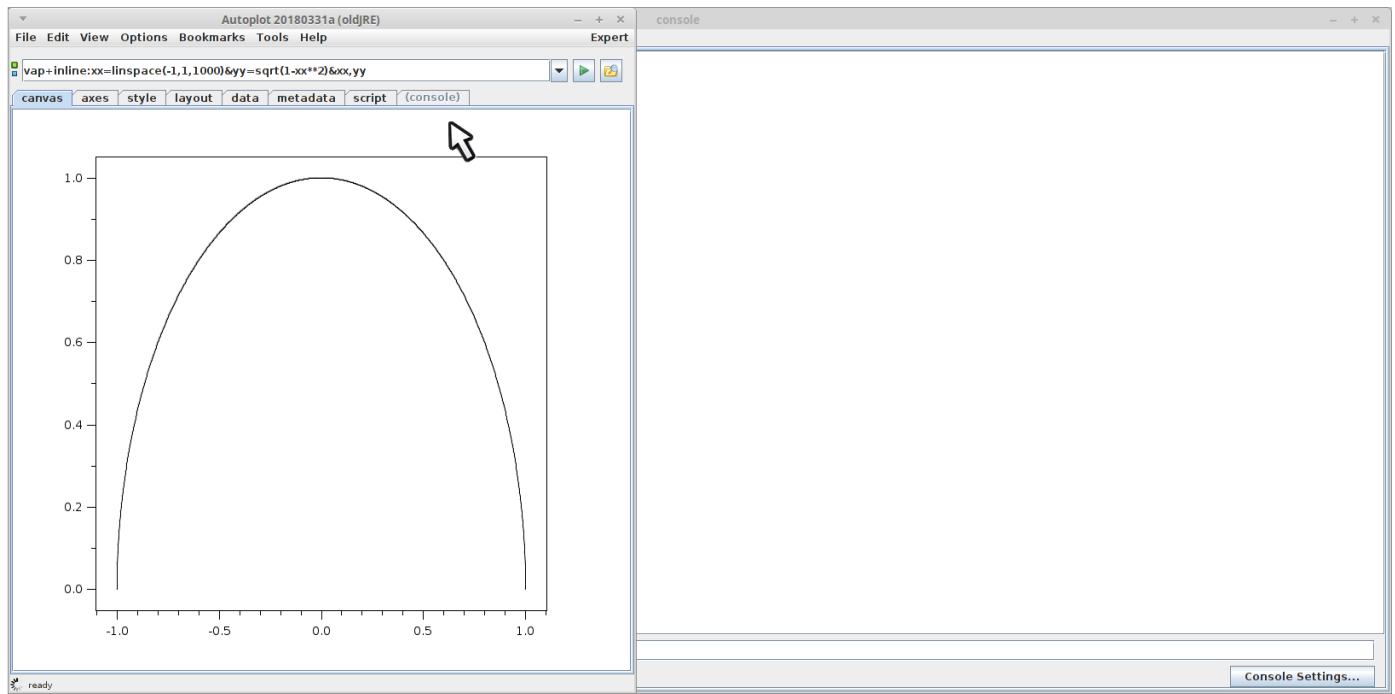 Autoplot 20180331a (oldJRE)
console
File Edit View Options Bookmarks Tools Help Expert
vap+inline:xx=linspace(-1,1,1000)&yy=sqrt(1-xx**2)&xx,yy
canvas axes style layout data metadata script (console)
1.0
0.8
0.6
0.4
0.2
0.0
-1.0 -0.5 0.0 0.5 1.0
Console Settings...
ready